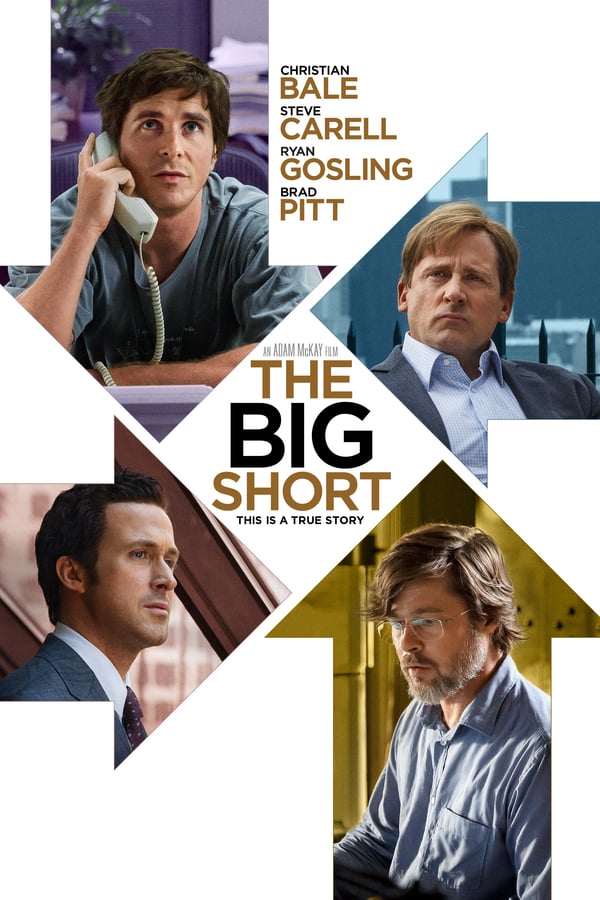 CHRISTIAN
BALE
STEVE
CARELL
RYAN
GOSLING
BRAD
PITT
AN ADAM McKAY FILM
THE
BIG
SHORT
THIS IS A TRUE STORY